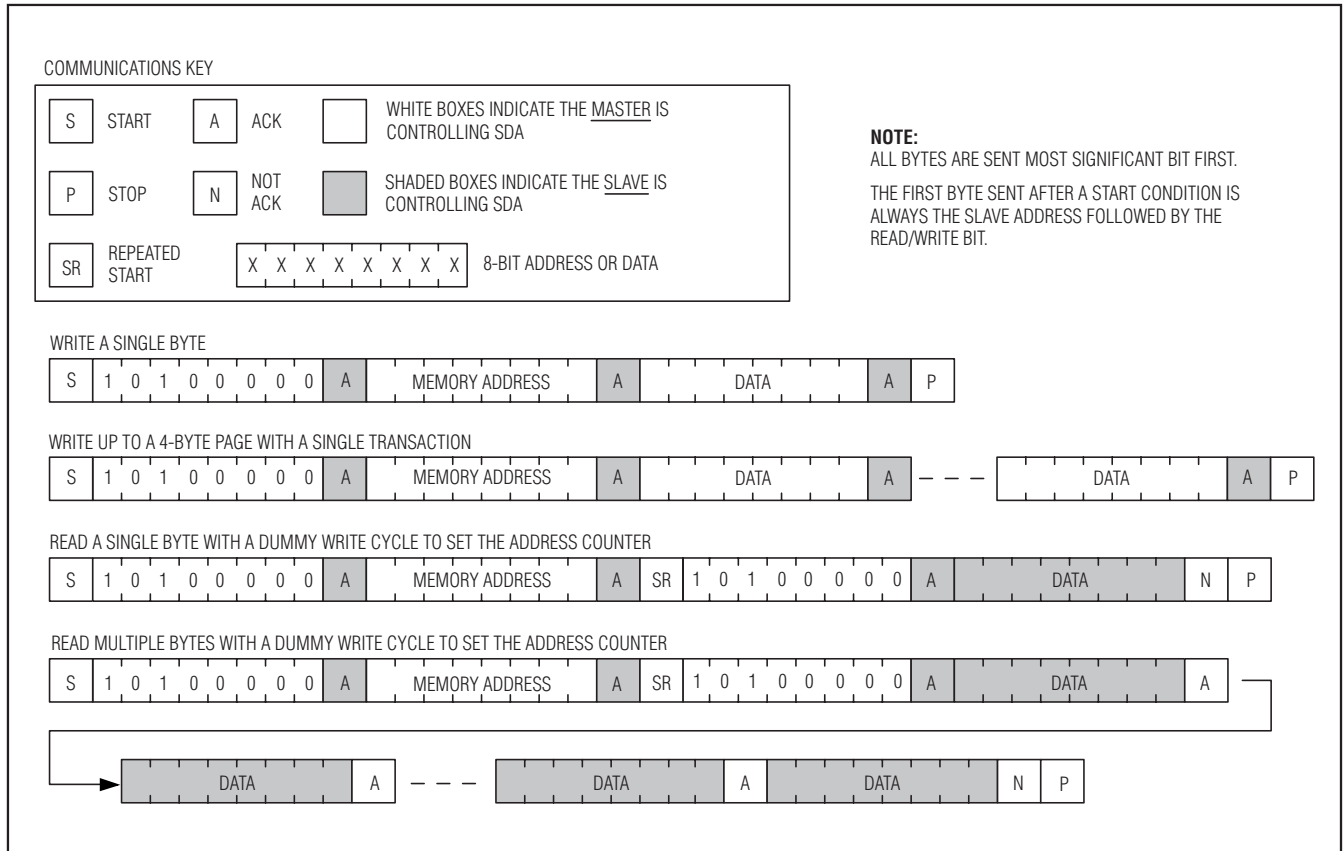 COMMUNICATIONS KEY
S START A ACK WHITE BOXES INDICATE THE MASTER IS
CONTROLLING SDA
P STOP N NOT
ACK SHADED BOXES INDICATE THE SLAVE IS
CONTROLLING SDA
SR REPEATED
START X X X X X X X X 8-BIT ADDRESS OR DATA
NOTE:
ALL BYTES ARE SENT MOST SIGNIFICANT BIT FIRST.
THE FIRST BYTE SENT AFTER A START CONDITION IS
ALWAYS THE SLAVE ADDRESS FOLLOWED BY THE
READ/WRITE BIT.
WRITE A SINGLE BYTE
S 1 0 1 0 0 0 0 0 A MEMORY ADDRESS A DATA A P
WRITE UP TO A 4-BYTE PAGE WITH A SINGLE TRANSACTION
S 1 0 1 0 0 0 0 0 A MEMORY ADDRESS A DATA A DATA A P
READ A SINGLE BYTE WITH A DUMMY WRITE CYCLE TO SET THE ADDRESS COUNTER
S 1 0 1 0 0 0 0 0 A MEMORY ADDRESS A SR 1 0 1 0 0 0 0 0 A DATA N P
READ MULTIPLE BYTES WITH A DUMMY WRITE CYCLE TO SET THE ADDRESS COUNTER
S 1 0 1 0 0 0 0 0 A MEMORY ADDRESS A SR 1 0 1 0 0 0 0 0 A DATA A
DATA A DATA A DATA N P